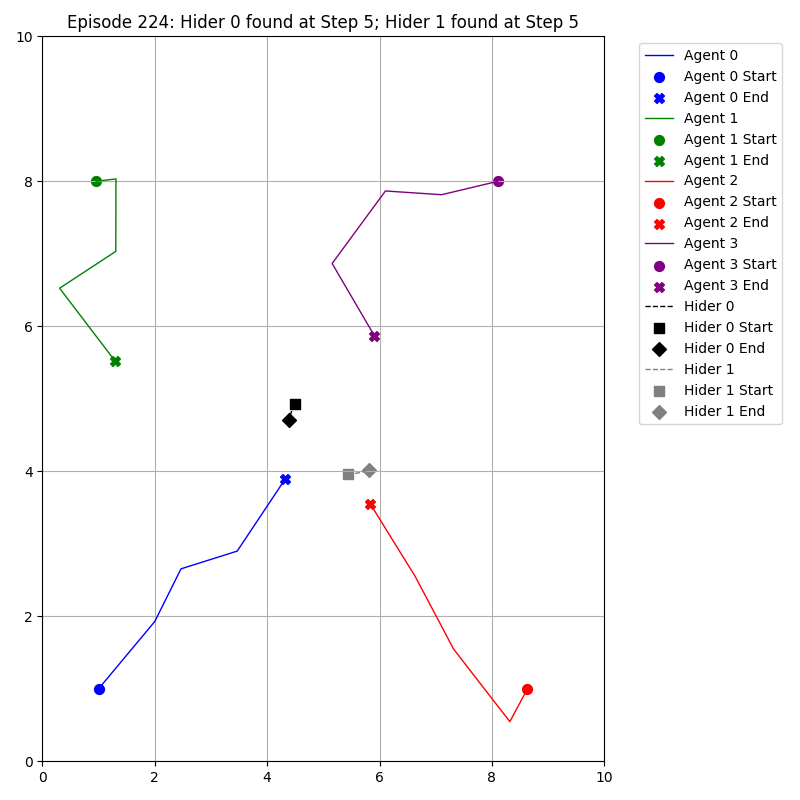 Episode 224: Hider 0 found at Step 5; Hider 1 found at Step 5
10
8
6
4
2
0
0 2 4 6 8 10
Agent 0
Agent 0 Start
Agent 0 End
Agent 1
Agent 1 Start
Agent 1 End
Agent 2
Agent 2 Start
Agent 2 End
Agent 3
Agent 3 Start
Agent 3 End
Hider 0
Hider 0 Start
Hider 0 End
Hider 1
Hider 1 Start
Hider 1 End